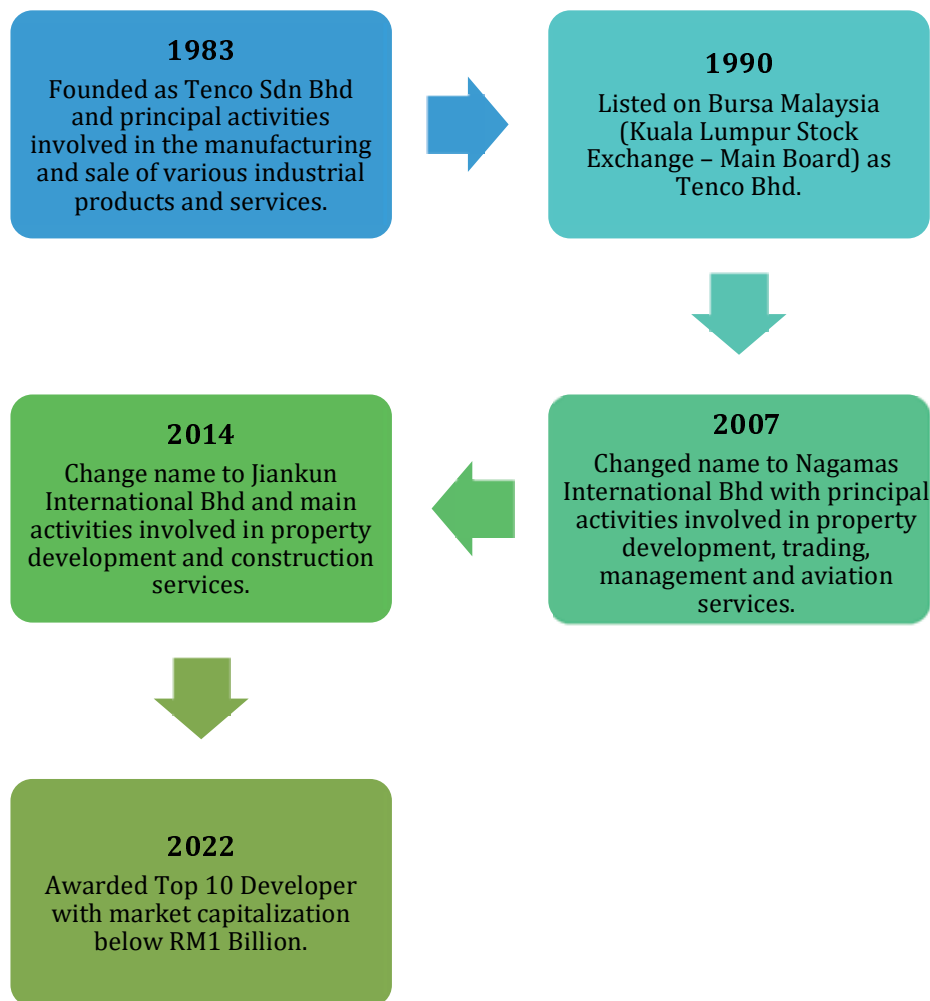 1983
Founded as Tenco Sdn Bhd
and principal activities
involved in the manufacturing
and sale of various industrial
products and services.
1990
Listed on Bursa Malaysia
(Kuala Lumpur Stock
Exchange – Main Board) as
Tenco Bhd.
2007
Changed name to Nagamas
International Bhd with principal
activities involved in property
development, trading,
management and aviation
services.
2014
Change name to Jiankun
International Bhd and main
activities involved in property
development and construction
services.
2022
Awarded Top 10 Developer
with market capitalization
below RM1 Billion.